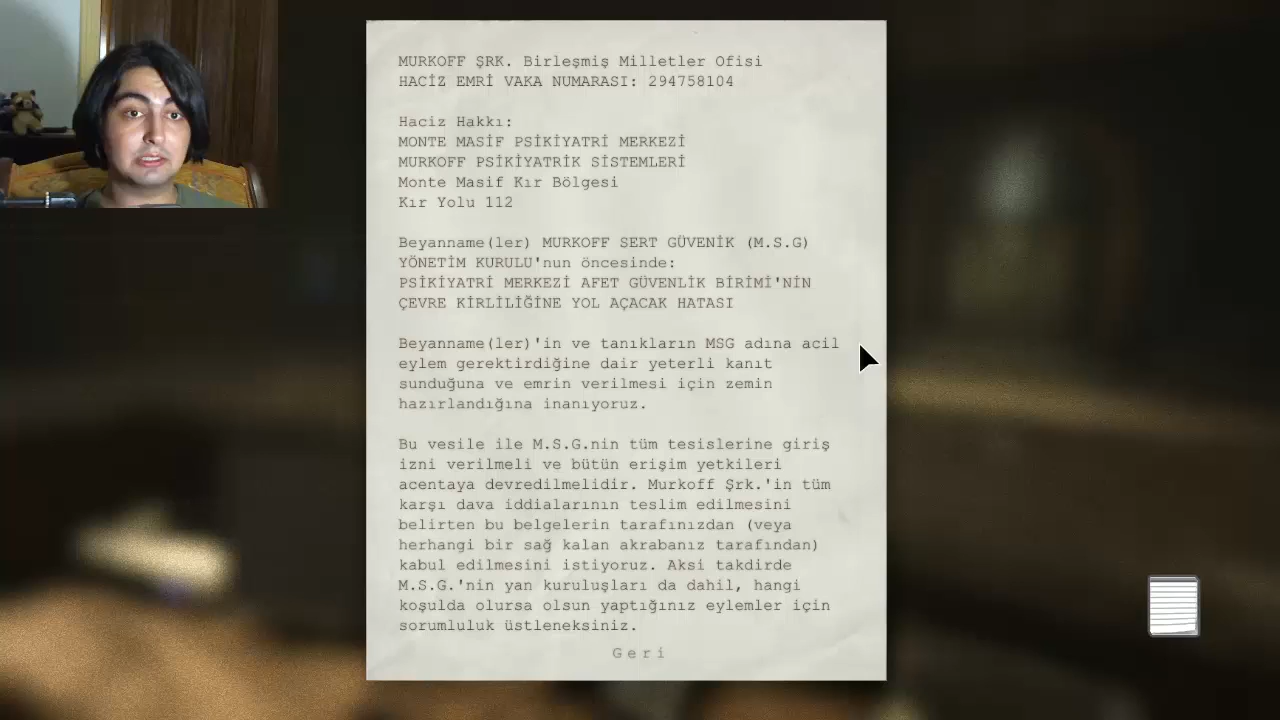 MURKOFF ŞRK. Birleşmiş Milletler Ofisi
HACİZ EMRİ VAKA NUMARASI: 294758104
Haciz Hakkı:
MONTE MASİF PSİKİYATRİ MERKEZİ
MURKOFF PSİKİYATRİK SİSTEMLERİ
Monte Masif Kır Bölgesi
Kır Yolu 112
Beyanname(ler) MURKOFF SERT GÜVENİK (M.S.G)
YÖNETİM KURULU'nun öncesinde:
PSİKİYATRİ MERKEZİ AFET GÜVENLİK BİRİMİ'NİN
ÇEVRE KİRLİLİĞİNE YOL AÇACAK HATASI
Beyanname(ler)'in ve tanıkların MSG adına acil
eylem gerektirdiğine dair yeterli kanıt
sunduğuna ve emrin verilmesi için zemin
hazırlandığına inanıyoruz.
Bu vesile ile M.S.G.nin tüm tesislerine giriş
izni verilmeli ve bütün erişim yetkileri
acentaya devredilmelidir. Murkoff Şrk.'in tüm
karşı dava iddialarının teslim edilmesini
belirten bu belgelerin tarafınızdan (veya
herhangi bir sağ kalan akrabanız tarafından)
kabul edilmesini istiyoruz. Aksi takdirde
M.S.G.'nin yan kuruluşları da dahil, hangi
koşulda olursa olsun yaptığınız eylemler için
sorumluluk üstleneksiniz.
Geri